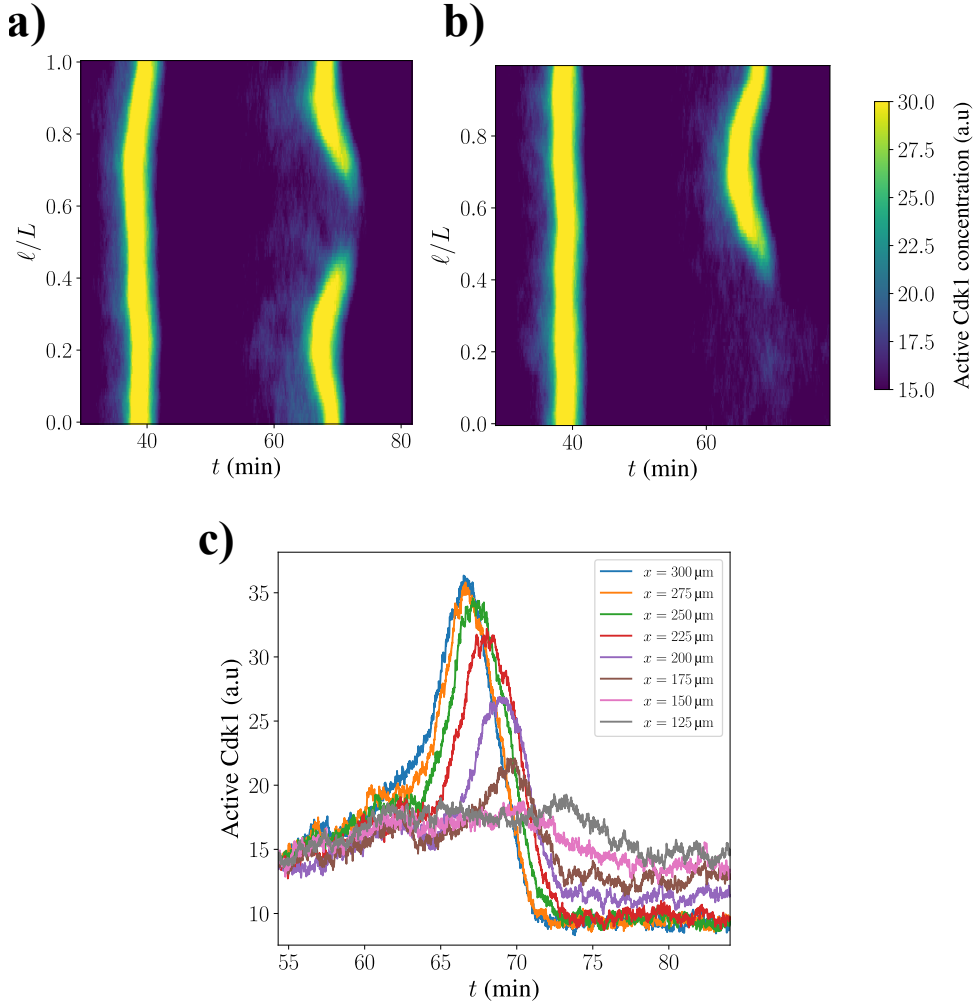 a)
b)
1.0
0.8
0.6
0.4
0.2
0.0
ℓ/L
40
60
80
t (min)
0.8
0.6
0.4
0.2
0.0
ℓ/L
40
60
t (min)
30.0
27.5
25.0
22.5
20.0
17.5
15.0
Active Cdk1 concentration (a.u)
c)
35
30
25
20
15
10
Active Cdk1 (a.u)
x = 300 µm
x = 275 µm
x = 250 µm
x = 225 µm
x = 200 µm
x = 175 µm
x = 150 µm
x = 125 µm
55
60
65
70
75
80
t (min)